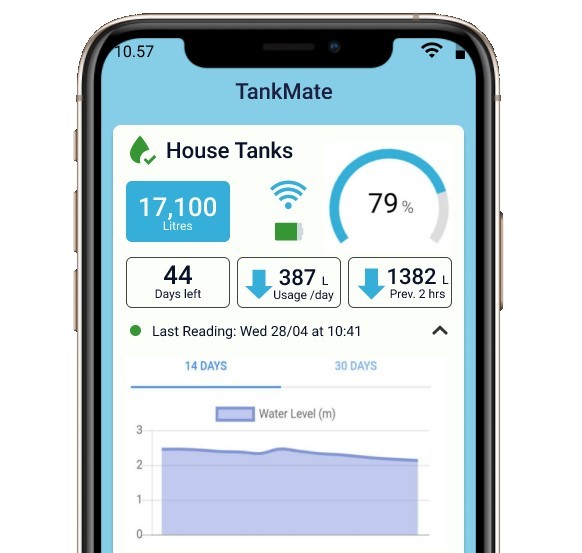 10.57
TankMate
House Tanks
17,100
Litres
79 %
44
Days left
387 L
Usage /day
1382 L
Prev. 2 hrs
Last Reading: Wed 28/04 at 10:41
14 DAYS
30 DAYS
Water Level (m)
3
2
1
0